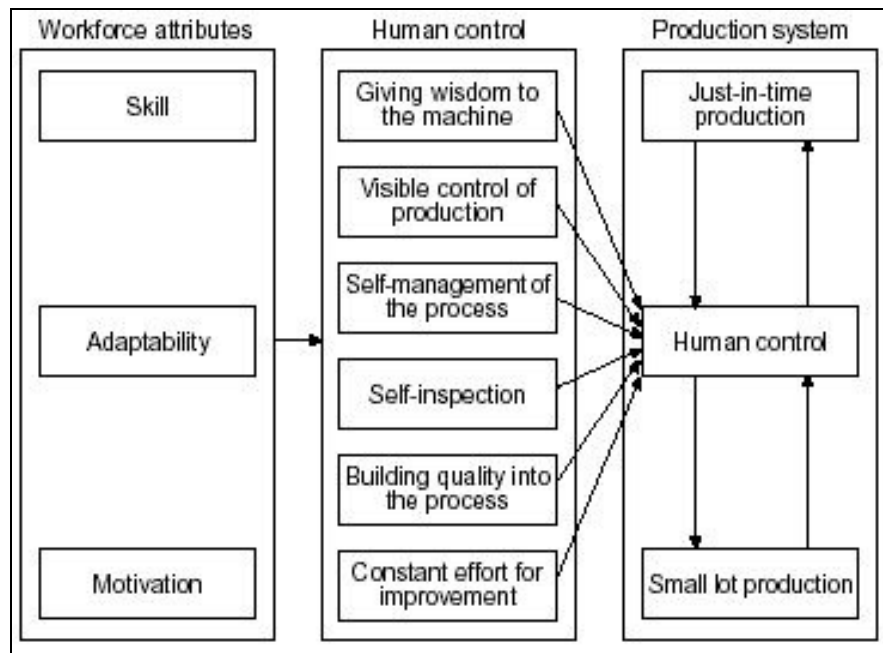 Workforce attributes
Skill
Adaptability
Motivation
Human control
Giving wisdom to
the machine
Visible control of
production
Self-management of
the process
Self-inspection
Building quality into
the process
Constant effort for
improvement
Production system
Just-in-time
production
Human control
Small lot production